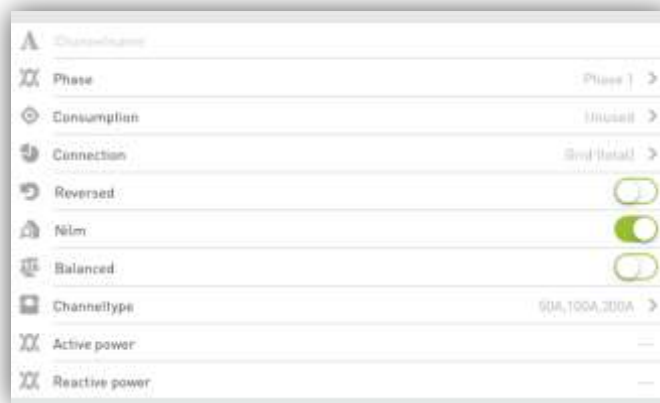 Channelname
Phase Phase 1
Consumption Unused
Connection Grid (total)
Reversed
Nilm
Balanced
Channeltype 50A,100A,200A
Active power ---
Reactive power ---